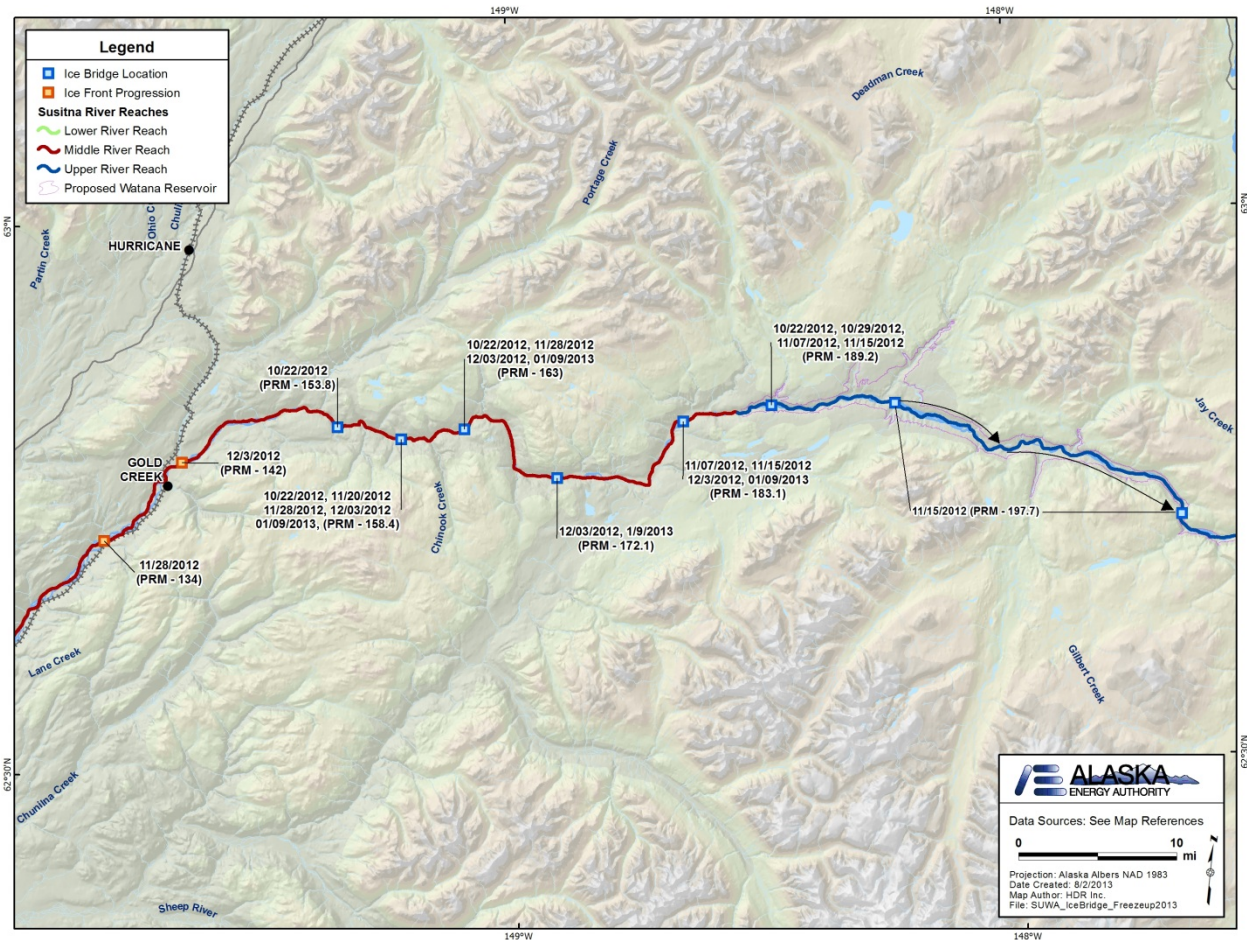 149°W
148°W
Legend
Ice Bridge Location
Ice Front Progression
Susitna River Reaches
Lower River Reach
Middle River Reach
Upper River Reach
Proposed Watana Reservoir
Deadman Creek
Portage Creek
63°N
63°N
Ohio C
Chuli
HURRICANE
Partin Creek
10/22/2012, 10/29/2012,
11/07/2012, 11/15/2012
(PRM - 189.2)
10/22/2012, 11/28/2012
12/03/2012, 01/09/2013
(PRM - 163)
10/22/2012
(PRM - 153.8)
Jay Creek
12/3/2012
(PRM - 142)
GOLD
CREEK
11/07/2012, 11/15/2012
12/3/2012, 01/09/2013
(PRM - 183.1)
10/22/2012, 11/20/2012
11/28/2012, 12/03/2012
01/09/2013, (PRM - 158.4)
Chinook Creek
11/15/2012 (PRM - 197.7)
12/03/2012, 1/9/2013
(PRM - 172.1)
11/28/2012
(PRM - 134)
Lane Creek
Gilbert Creek
62°30'N
62°30'N
Chunilna Creek
Sheep River
ALASKA
ENERGY AUTHORITY
Data Sources: See Map References
0 10
mi
N
Projection: Alaska Albers NAD 1983
Date Created: 8/2/2013
Map Author: HDR Inc.
File: SUWA_IceBridge_Freezeup2013
149°W
148°W